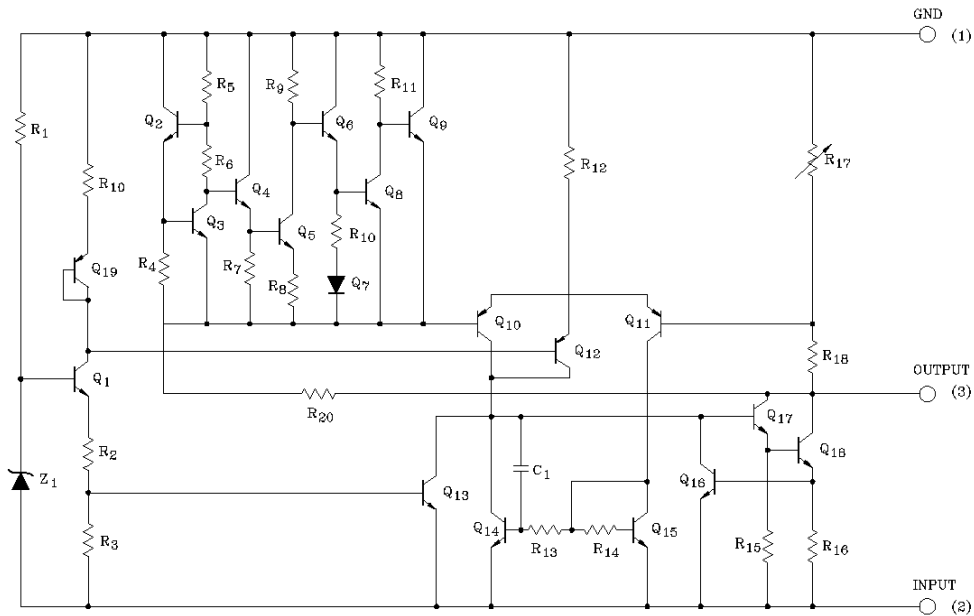 GND
(1)
R5
R9
R11
R1
Q2
Q6
Q9
R6
R12
R17
R10
Q4
Q3
Q8
Q5
R10
R4
R7
R8
Q7
Q19
Q10
Q11
Q12
R18
Q1
OUTPUT
(3)
R20
Q17
R2
Q18
Z1
C1
Q16
Q13
Q14
Q15
R3
R13
R14
R15
R16
INPUT
(2)